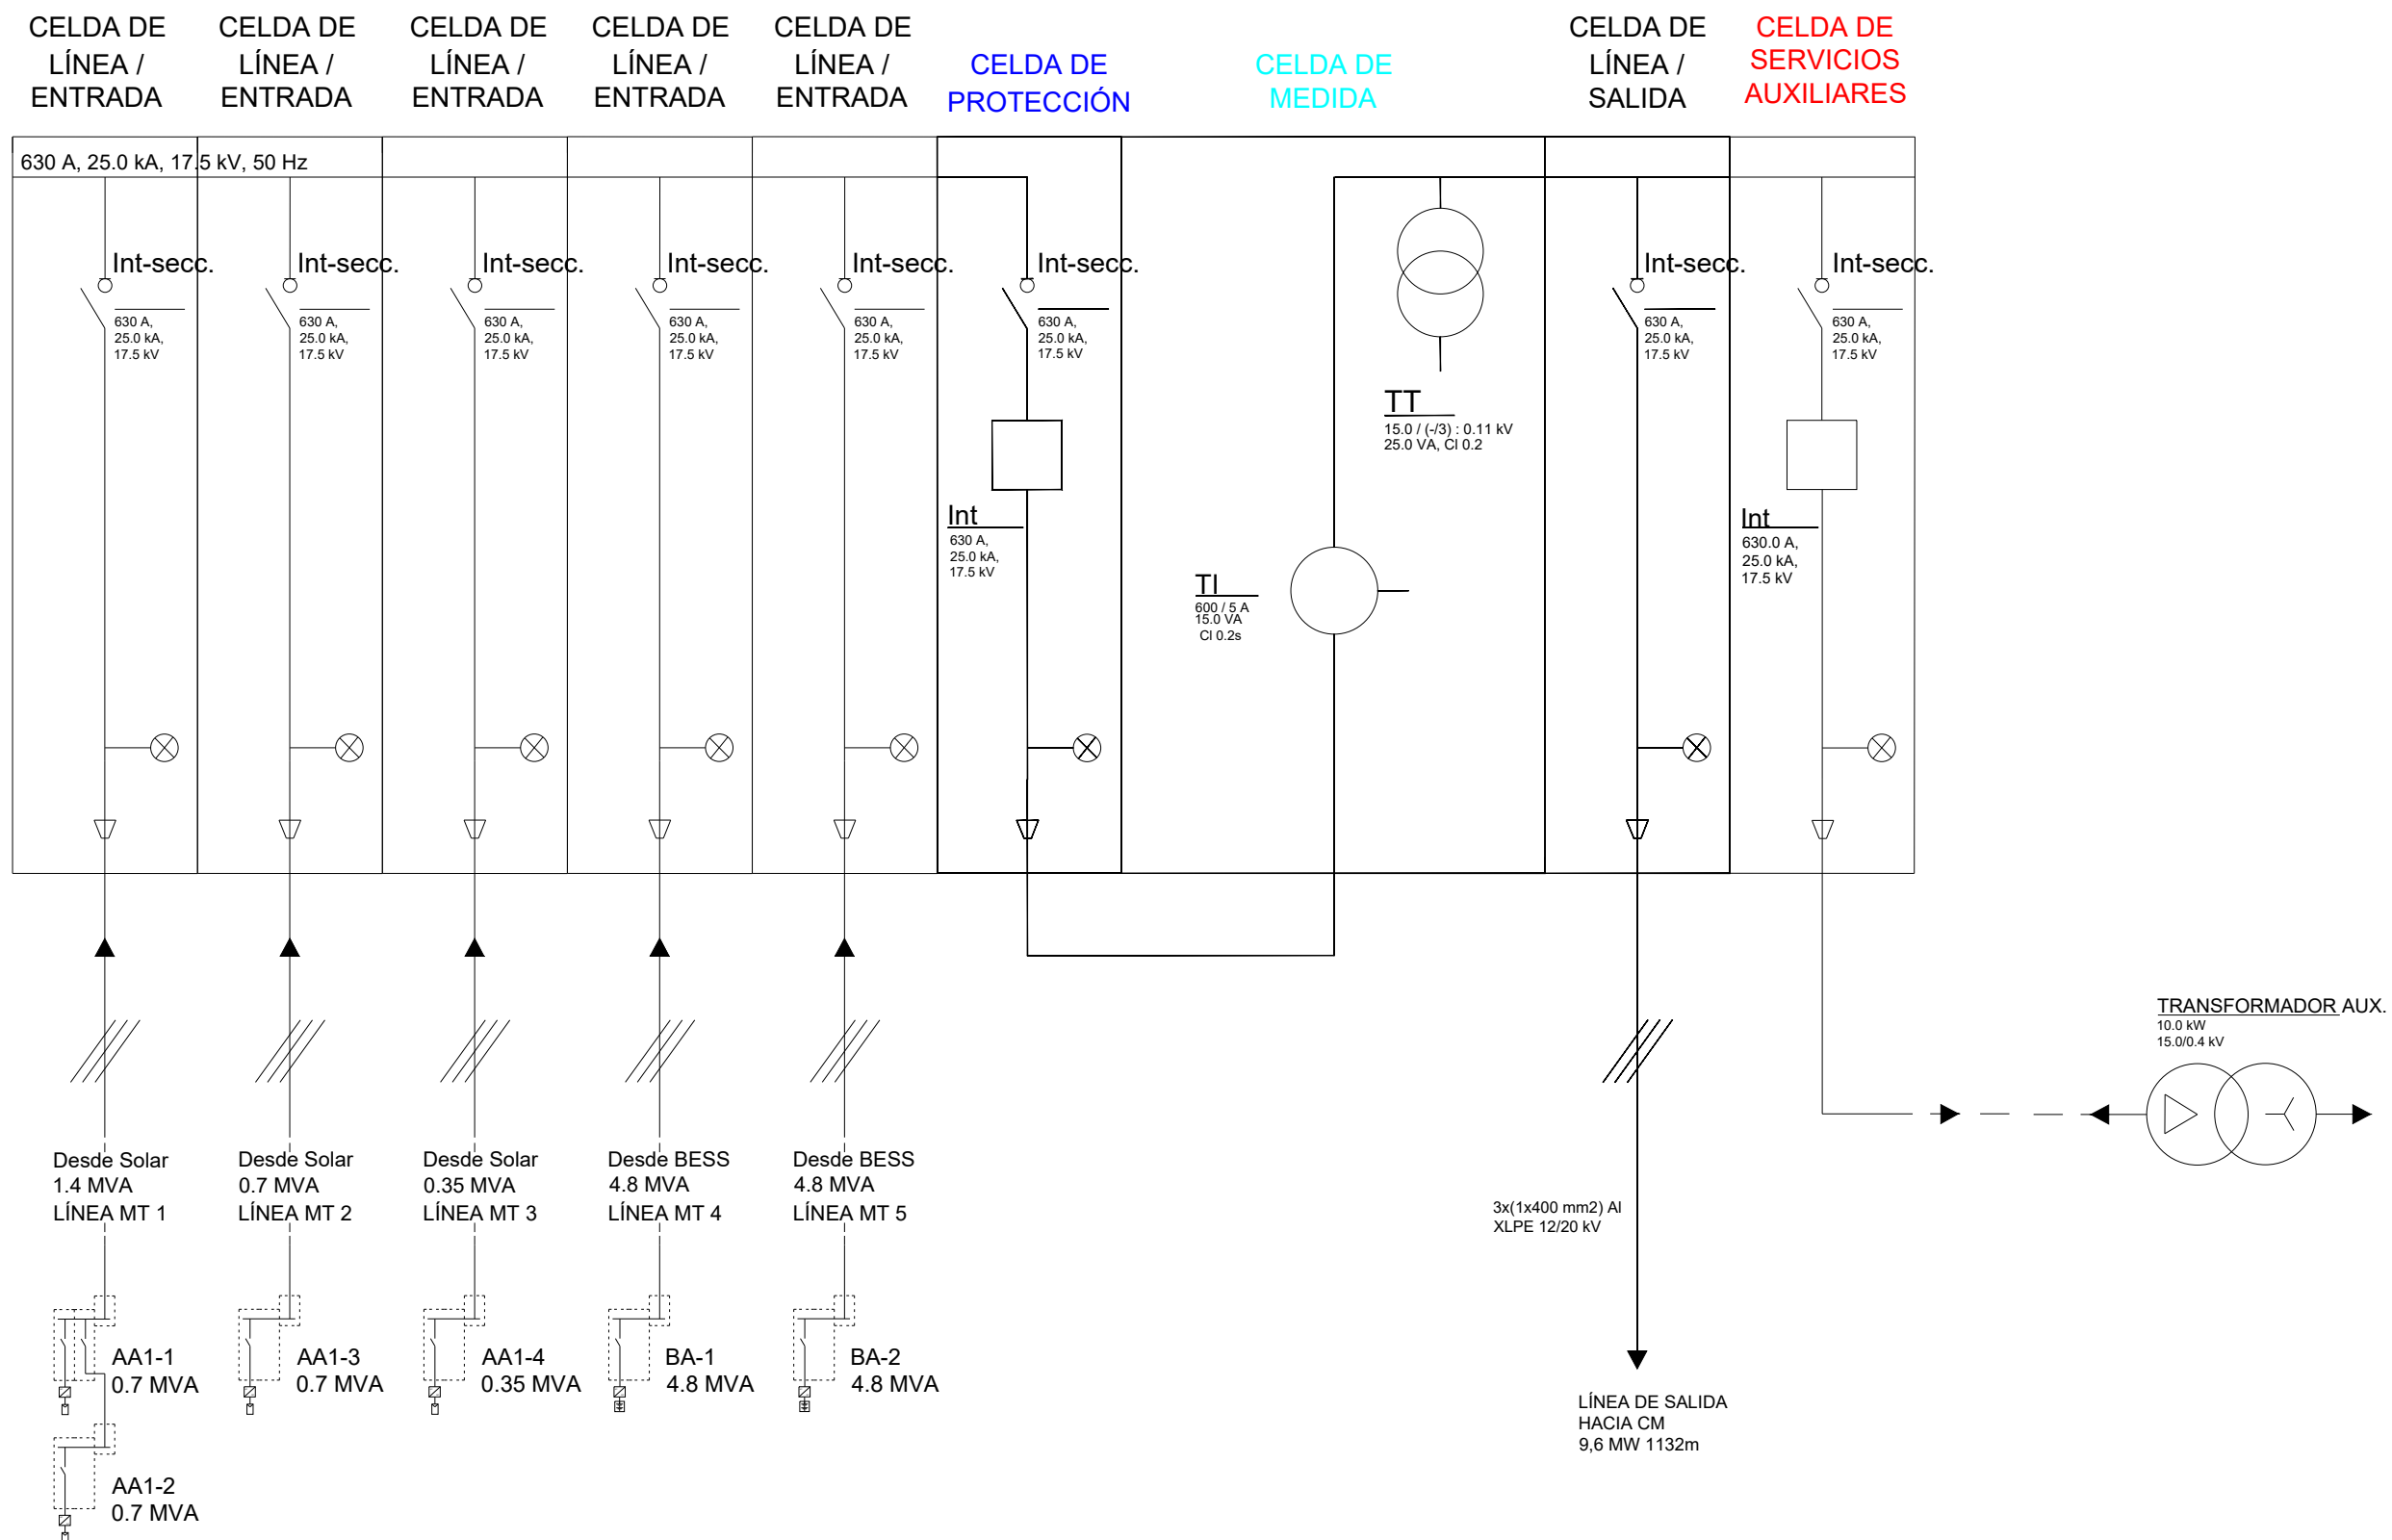 CELDA DE
LÍNEA /
ENTRADA
CELDA DE
LÍNEA /
ENTRADA
CELDA DE
LÍNEA /
ENTRADA
CELDA DE
LÍNEA /
ENTRADA
CELDA DE
LÍNEA /
ENTRADA
CELDA DE
PROTECCIÓN
CELDA DE
MEDIDA
CELDA DE
LÍNEA /
SALIDA
CELDA DE
SERVICIOS
AUXILIARES
630 A, 25.0 kA, 17.5 kV, 50 Hz
Int-secc.
630 A,
25.0 kA,
17.5 kV
Int-secc.
630 A,
25.0 kA,
17.5 kV
Int-secc.
630 A,
25.0 kA,
17.5 kV
Int-secc.
630 A,
25.0 kA,
17.5 kV
Int-secc.
630 A,
25.0 kA,
17.5 kV
Int-secc.
630 A,
25.0 kA,
17.5 kV
Int
630 A,
25.0 kA,
17.5 kV
TT
15.0 / (-/3) : 0.11 kV
25.0 VA, Cl 0.2
TI
600 / 5 A
15.0 VA
Cl 0.2s
Int-secc.
630 A,
25.0 kA,
17.5 kV
Int-secc.
630 A,
25.0 kA,
17.5 kV
Int
630.0 A,
25.0 kA,
17.5 kV
TRANSFORMADOR AUX.
10.0 kW
15.0/0.4 kV
Desde Solar
1.4 MVA
LÍNEA MT 1
Desde Solar
0.7 MVA
LÍNEA MT 2
Desde Solar
0.35 MVA
LÍNEA MT 3
Desde BESS
4.8 MVA
LÍNEA MT 4
Desde BESS
4.8 MVA
LÍNEA MT 5
3x(1x400 mm2) Al
XLPE 12/20 kV
AA1-1
0.7 MVA
AA1-3
0.7 MVA
AA1-4
0.35 MVA
BA-1
4.8 MVA
BA-2
4.8 MVA
LÍNEA DE SALIDA
HACIA CM
9,6 MW 1132m
AA1-2
0.7 MVA